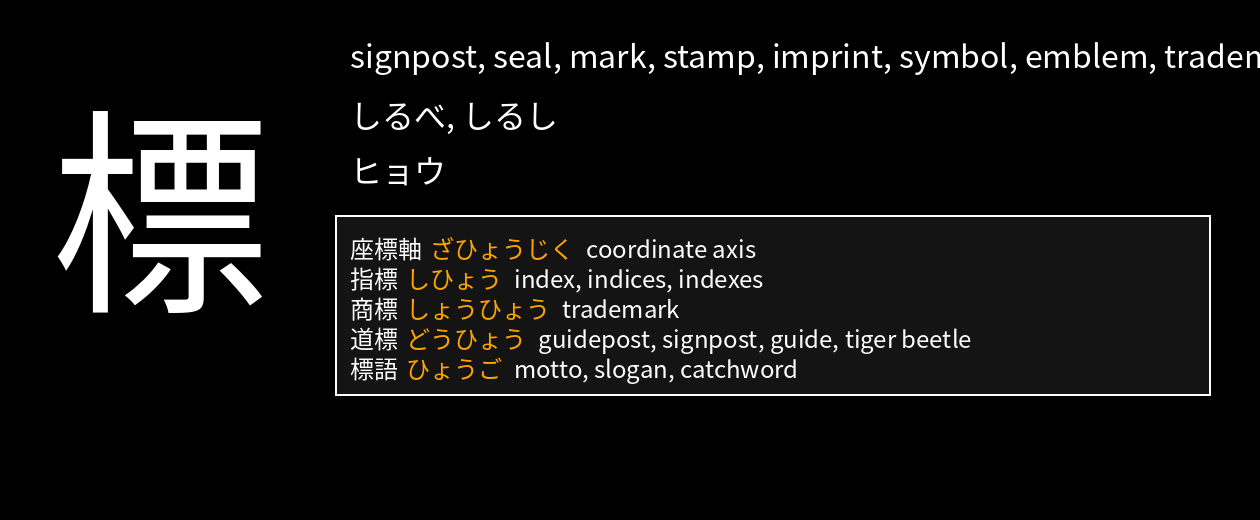 標
signpost, seal, mark, stamp, imprint, symbol, emblem,
しるべ, しるし
ヒョウ
座標軸 ざひょうじく coordinate axis
指標 しひょう index, indices, indexes
商標 しょうひょう trademark
道標 どうひょう guidepost, signpost, guide, tiger beetle
標語 ひょうご motto, slogan, catchword